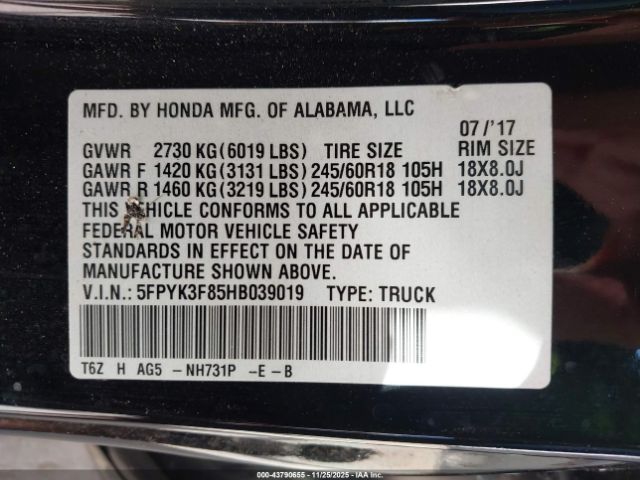 MFD. BY HONDA MFG. OF ALABAMA, LLC
07 /'17
GVWR 2730 KG(6019 LBS) TIRE SIZE RIM SIZE
GAWR F 1420 KG(3131 LBS) 245/60R18 105H 18X8.0J
GAWR R 1460 KG(3219 LBS) 245/60R18 105H 18X8.0J
THIS VEHICLE CONFORMS TO ALL APPLICABLE
FEDERAL MOTOR VEHICLE SAFETY
STANDARDS IN EFFECT ON THE DATE OF
MANUFACTURE SHOWN ABOVE.
V.I.N.: 5FPYK3F85HB039019 TYPE: TRUCK
T6Z H AG5 -NH731P -E -B
000-43790655 - 11/25/2025 - IAA Inc.